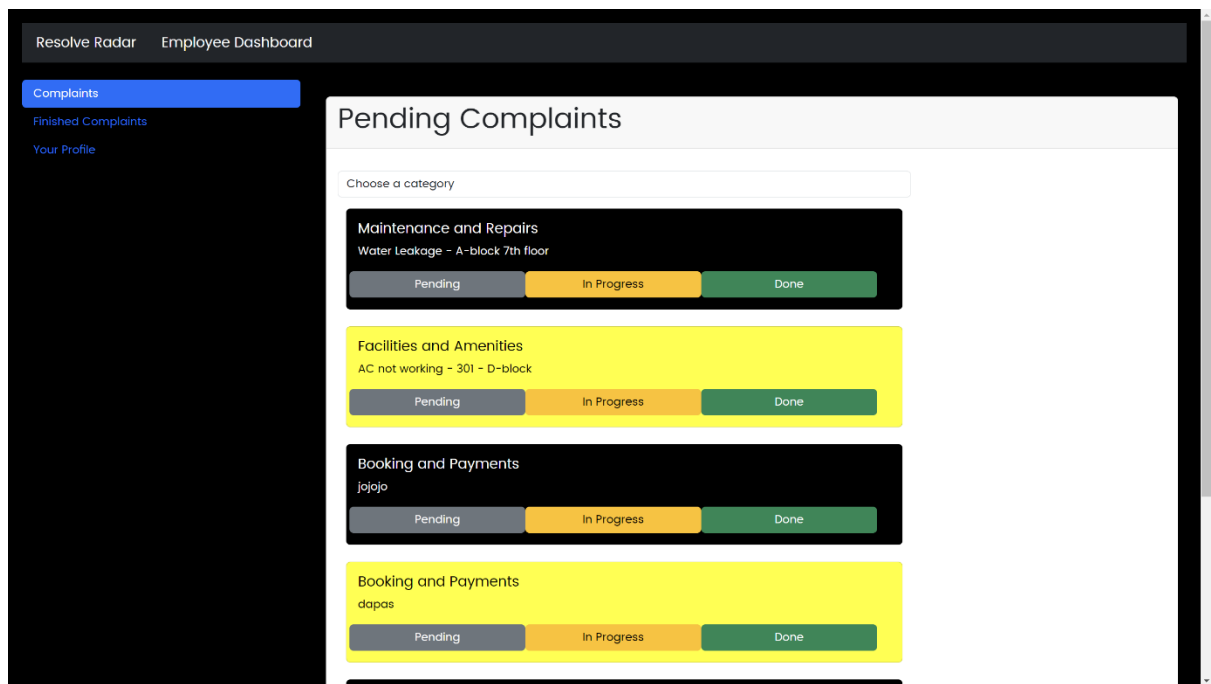 Resolve Radar Employee Dashboard
Complaints
Finished Complaints
Your Profile
Pending Complaints
Choose a category
Maintenance and Repairs
Water Leakage - A-block 7th floor
Pending In Progress Done
Facilities and Amenities
AC not working - 301 - D-block
Pending In Progress Done
Booking and Payments
jojojo
Pending In Progress Done
Booking and Payments
dapas
Pending In Progress Done